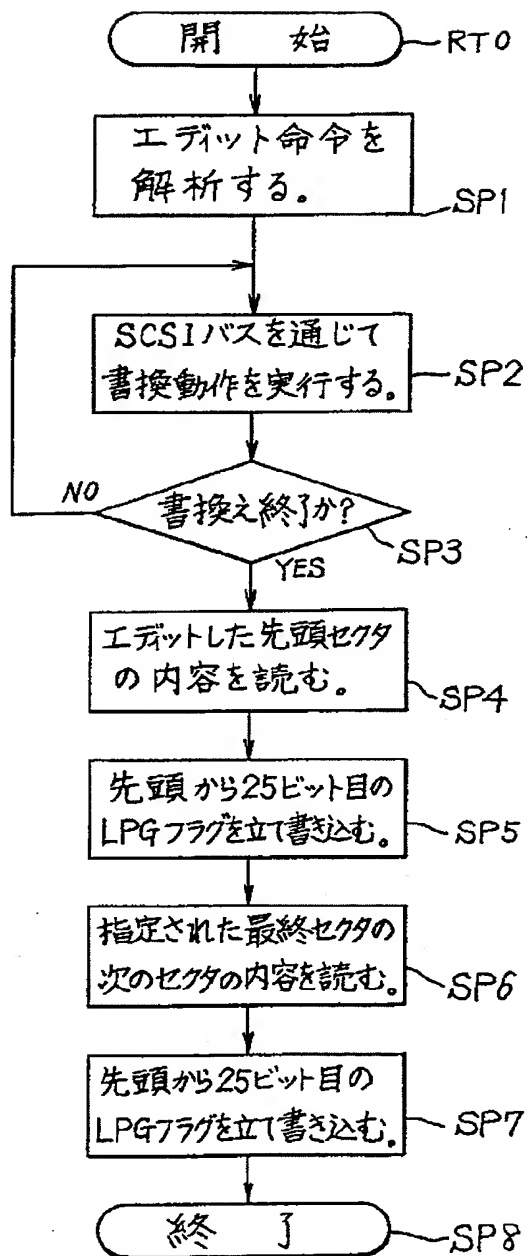 開 始
RT0
エディット命令を
解析する。
SP1
SCSIバスを通じて
書換動作を実行する。
SP2
NO
書換え終了か?
SP3
YES
エディットした先頭セクタ
の内容を読む。
SP4
先頭から25ビット目の
LPGフラグを立て書き込む。
SP5
指定された最終セクタの
次のセクタの内容を読む。
SP6
先頭から25ビット目の
LPGフラグを立て書き込む。
SP7
終 了
SP8